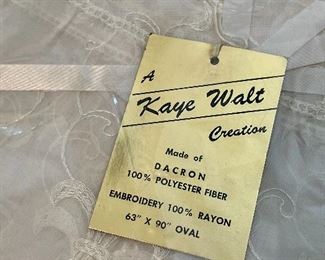 A
Kaye Walt
Creation
Made of
DACRON
100% POLYESTER FIBER
EMBROIDERY 100% RAYON
63" X 90" OVAL